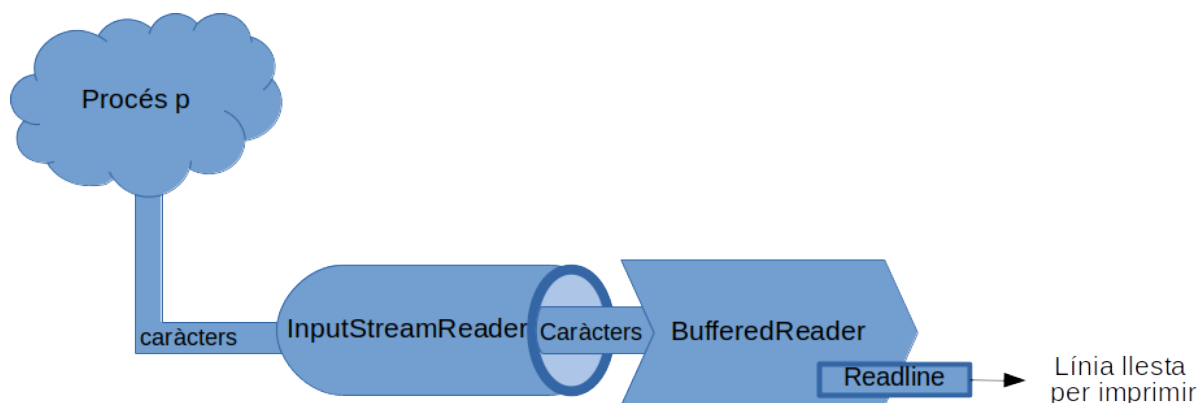 Procés p
caràcters
InputStreamReader
Caràcters
BufferedReader
Readline
Línia llesta
per imprimir